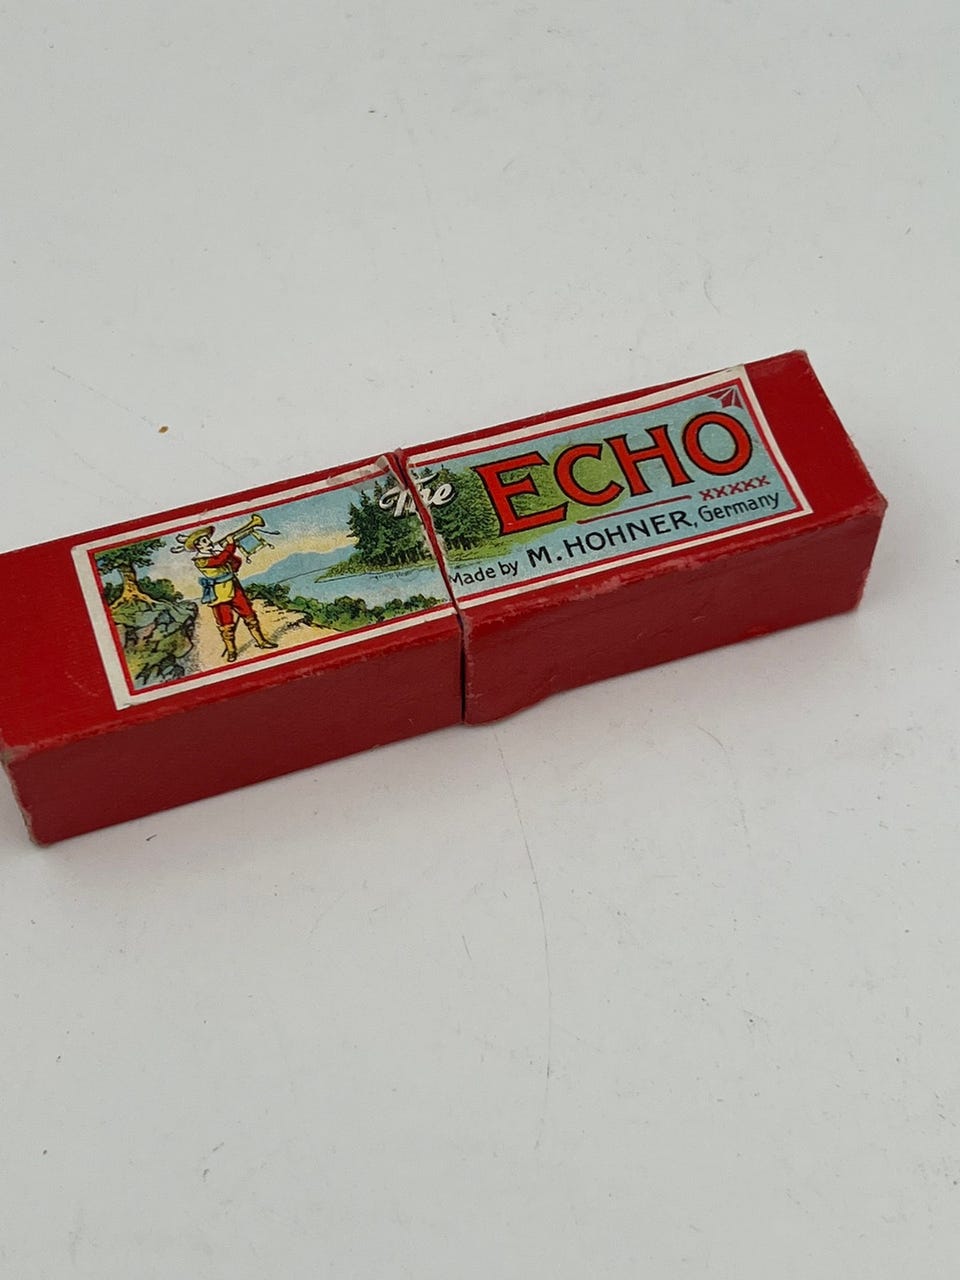 The ECHO
xxxxx
Made by M. HOHNER, Germany